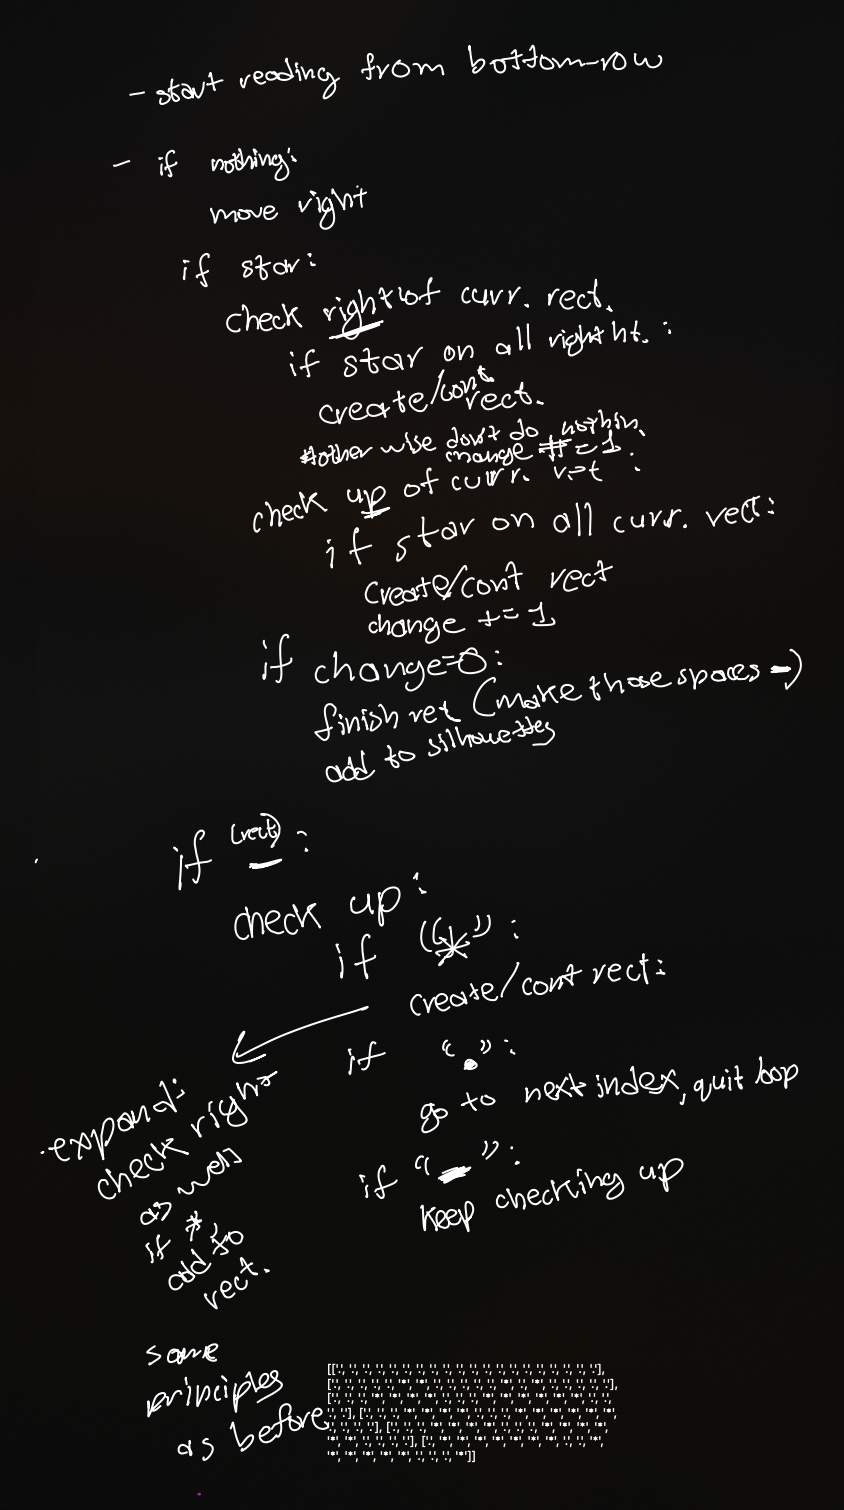 - start reading from bottom-row
- if nothing:
move right
if star:
check right of curr. rect.
if star on all right ht. :
create/cont rect.
#other wise don't do nothin.
change += 1
check up of curr. rect :
if star on all curr. rect:
Create/cont rect
change += 1
if change=0:
finish ret (make those spaces -)
add to silhouettes
if (rect) _ :
check up:
if "*" :
create/cont rect:
if "." :
go to next index, quit loop
if "_" :
keep checking up
expand:
check right
as well
if *,
add to
rect.
same
principles
as before